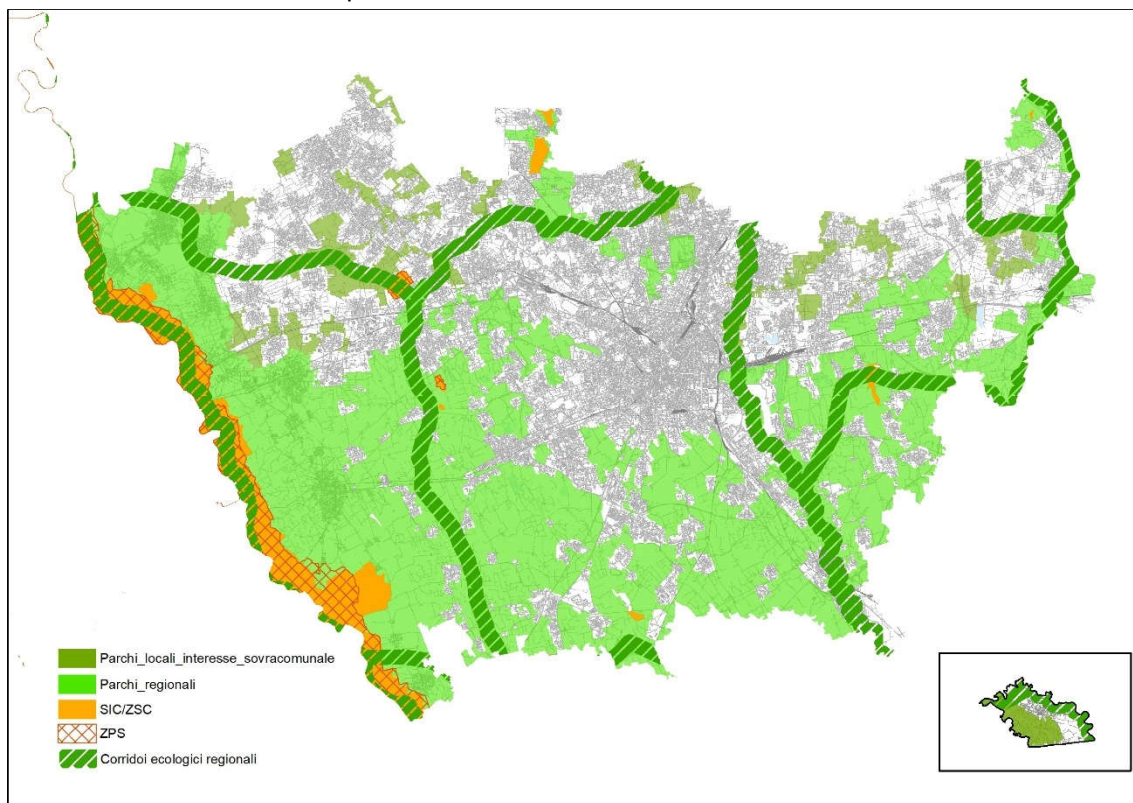 Parchi_locali_interesse_sovracomunale
Parchi_regionali
SIC/ZSC
ZPS
Corridoi ecologici regionali